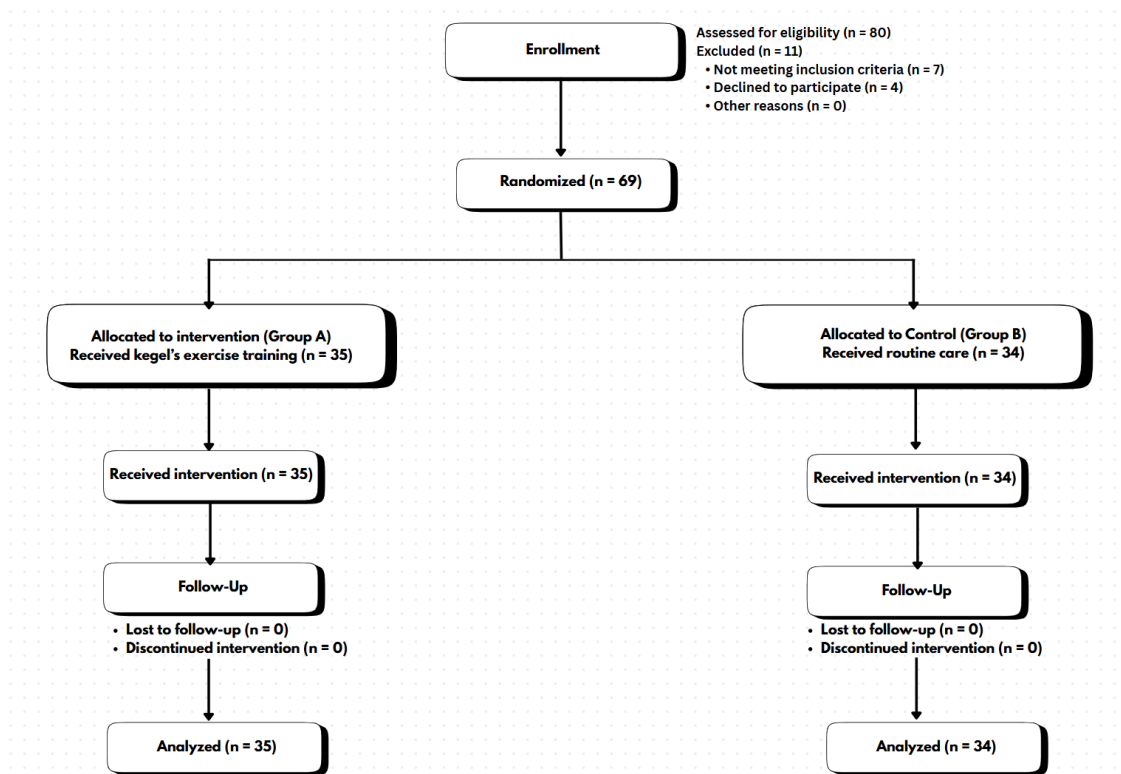 Enrollment
Assessed for eligibility (n = 80)
Excluded (n = 11)
• Not meeting inclusion criteria (n = 7)
• Declined to participate (n = 4)
• Other reasons (n = 0)
Randomized (n = 69)
Allocated to intervention (Group A)
Received kegel's exercise training (n = 35)
Allocated to Control (Group B)
Received routine care (n = 34)
Received intervention (n = 35)
Received intervention (n = 34)
Follow-Up
• Lost to follow-up (n = 0)
• Discontinued intervention (n = 0)
Follow-Up
• Lost to follow-up (n = 0)
• Discontinued intervention (n = 0)
Analyzed (n = 35)
Analyzed (n = 34)